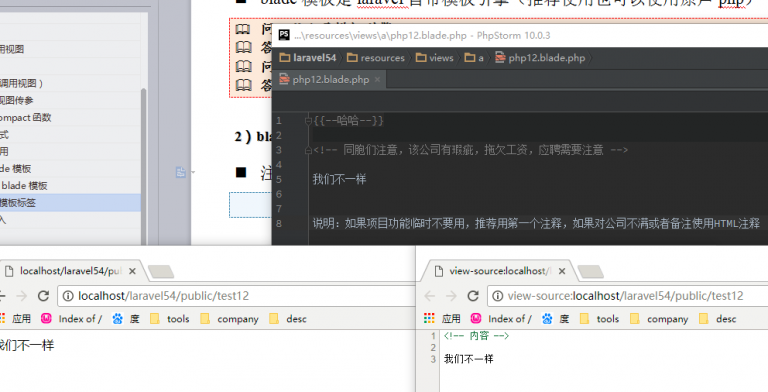 ■ blade 模板是 laravel 自带模板引擎（推荐使用也可以使用原声 php）
用视图
调用视图）
视图传参
ompact 函数
式
用
de 模板
blade 模板
模板标签
入
问
答
问
答
2）bla
■ 注
PS ...\resources\views\a\php12.blade.php - PhpStorm 10.0.3
laravel54 resources views a php12.blade.php
php12.blade.php ×
1 {{--哈哈--}}
2
3 <!-- 同胞们注意，该公司有瑕疵，拖欠工资，应聘需要注意 -->
4
5 我们不一样
6
7
8 说明：如果项目功能临时不要用，推荐用第一个注释，如果对公司不满或者备注使用HTML注释
localhost/laravel54/pu ×
localhost/laravel54/public/test12
应用 Index of / 百度 tools company desc
我们不一样
view-source:localhost/ ×
view-source:localhost/laravel54/public/test12
应用 Index of / 百度 tools company desc
1 <!-- 内容 -->
2
3 我们不一样